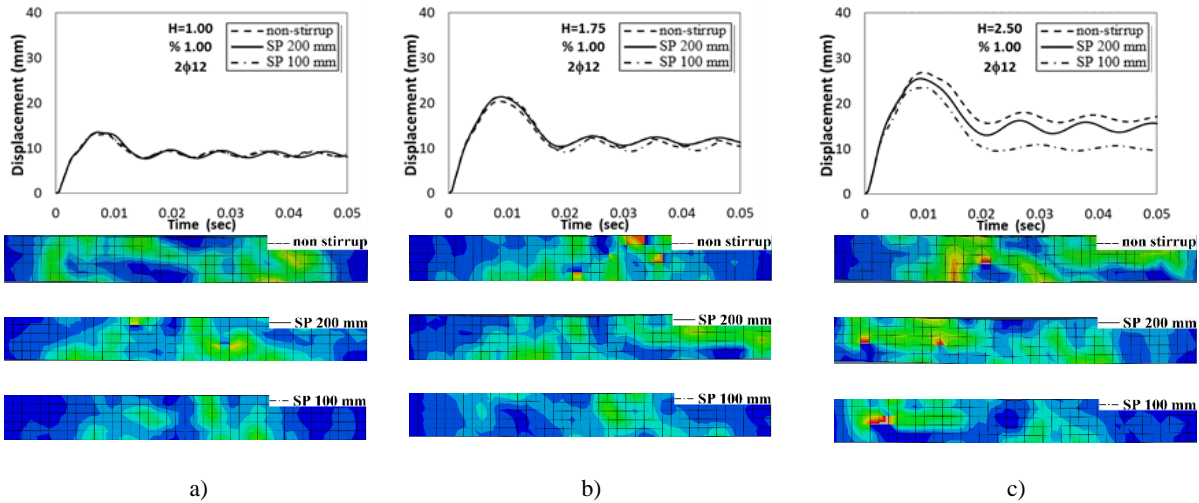 40
30
20
10
0
Displacement (mm)
H=1.00
% 1.00
2ϕ12
non-stirrup
SP 200 mm
SP 100 mm
0 0.01 0.02 0.03 0.04 0.05
Time (sec)
non stirrup
SP 200 mm
SP 100 mm
a)
40
30
20
10
0
Displacement (mm)
H=1.75
% 1.00
2ϕ12
non-stirrup
SP 200 mm
SP 100 mm
0 0.01 0.02 0.03 0.04 0.05
Time (sec)
non stirrup
SP 200 mm
SP 100 mm
b)
40
30
20
10
0
Displacement (mm)
H=2.50
% 1.00
2ϕ12
non-stirrup
SP 200 mm
SP 100 mm
0 0.01 0.02 0.03 0.04 0.05
Time (sec)
non stirrup
SP 200 mm
SP 100 mm
c)